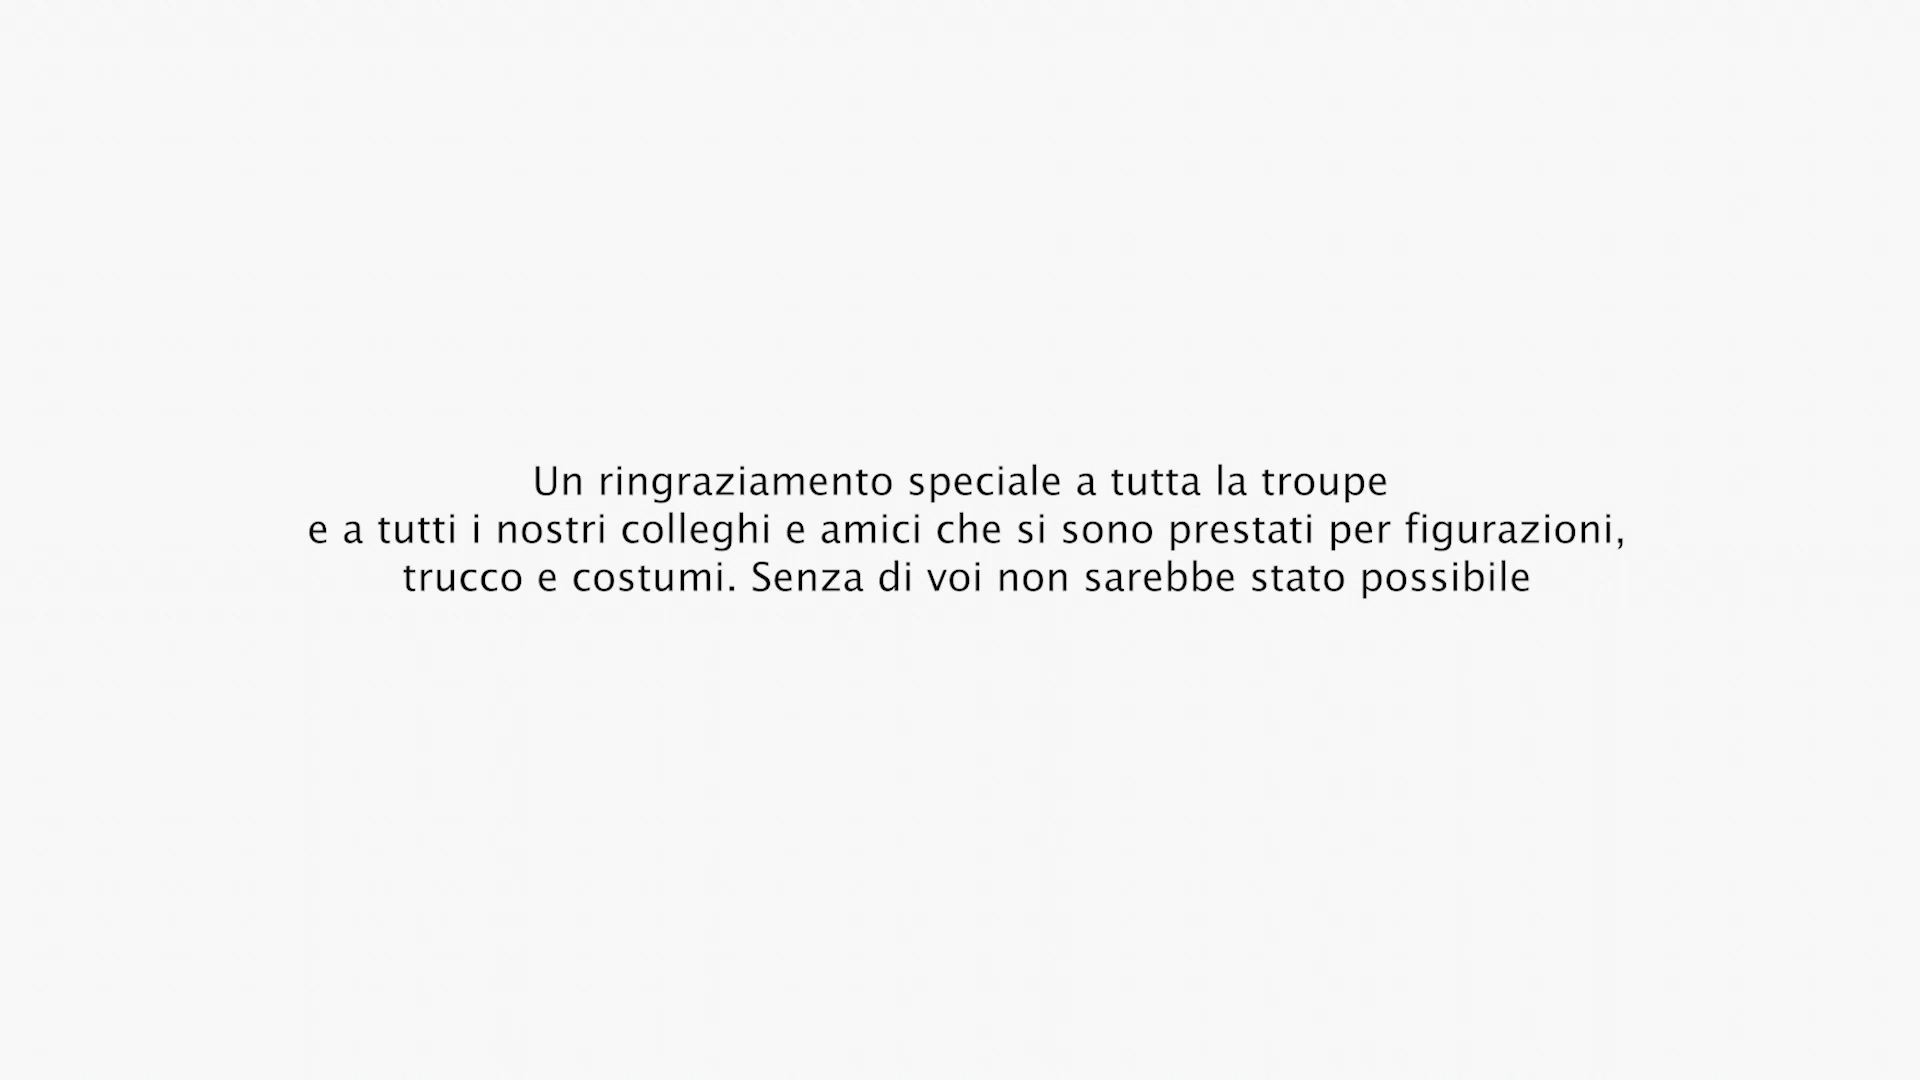 Un ringraziamento speciale a tutta la troupe
e a tutti i nostri colleghi e amici che si sono prestati per figurazioni,
trucco e costumi. Senza di voi non sarebbe stato possibile